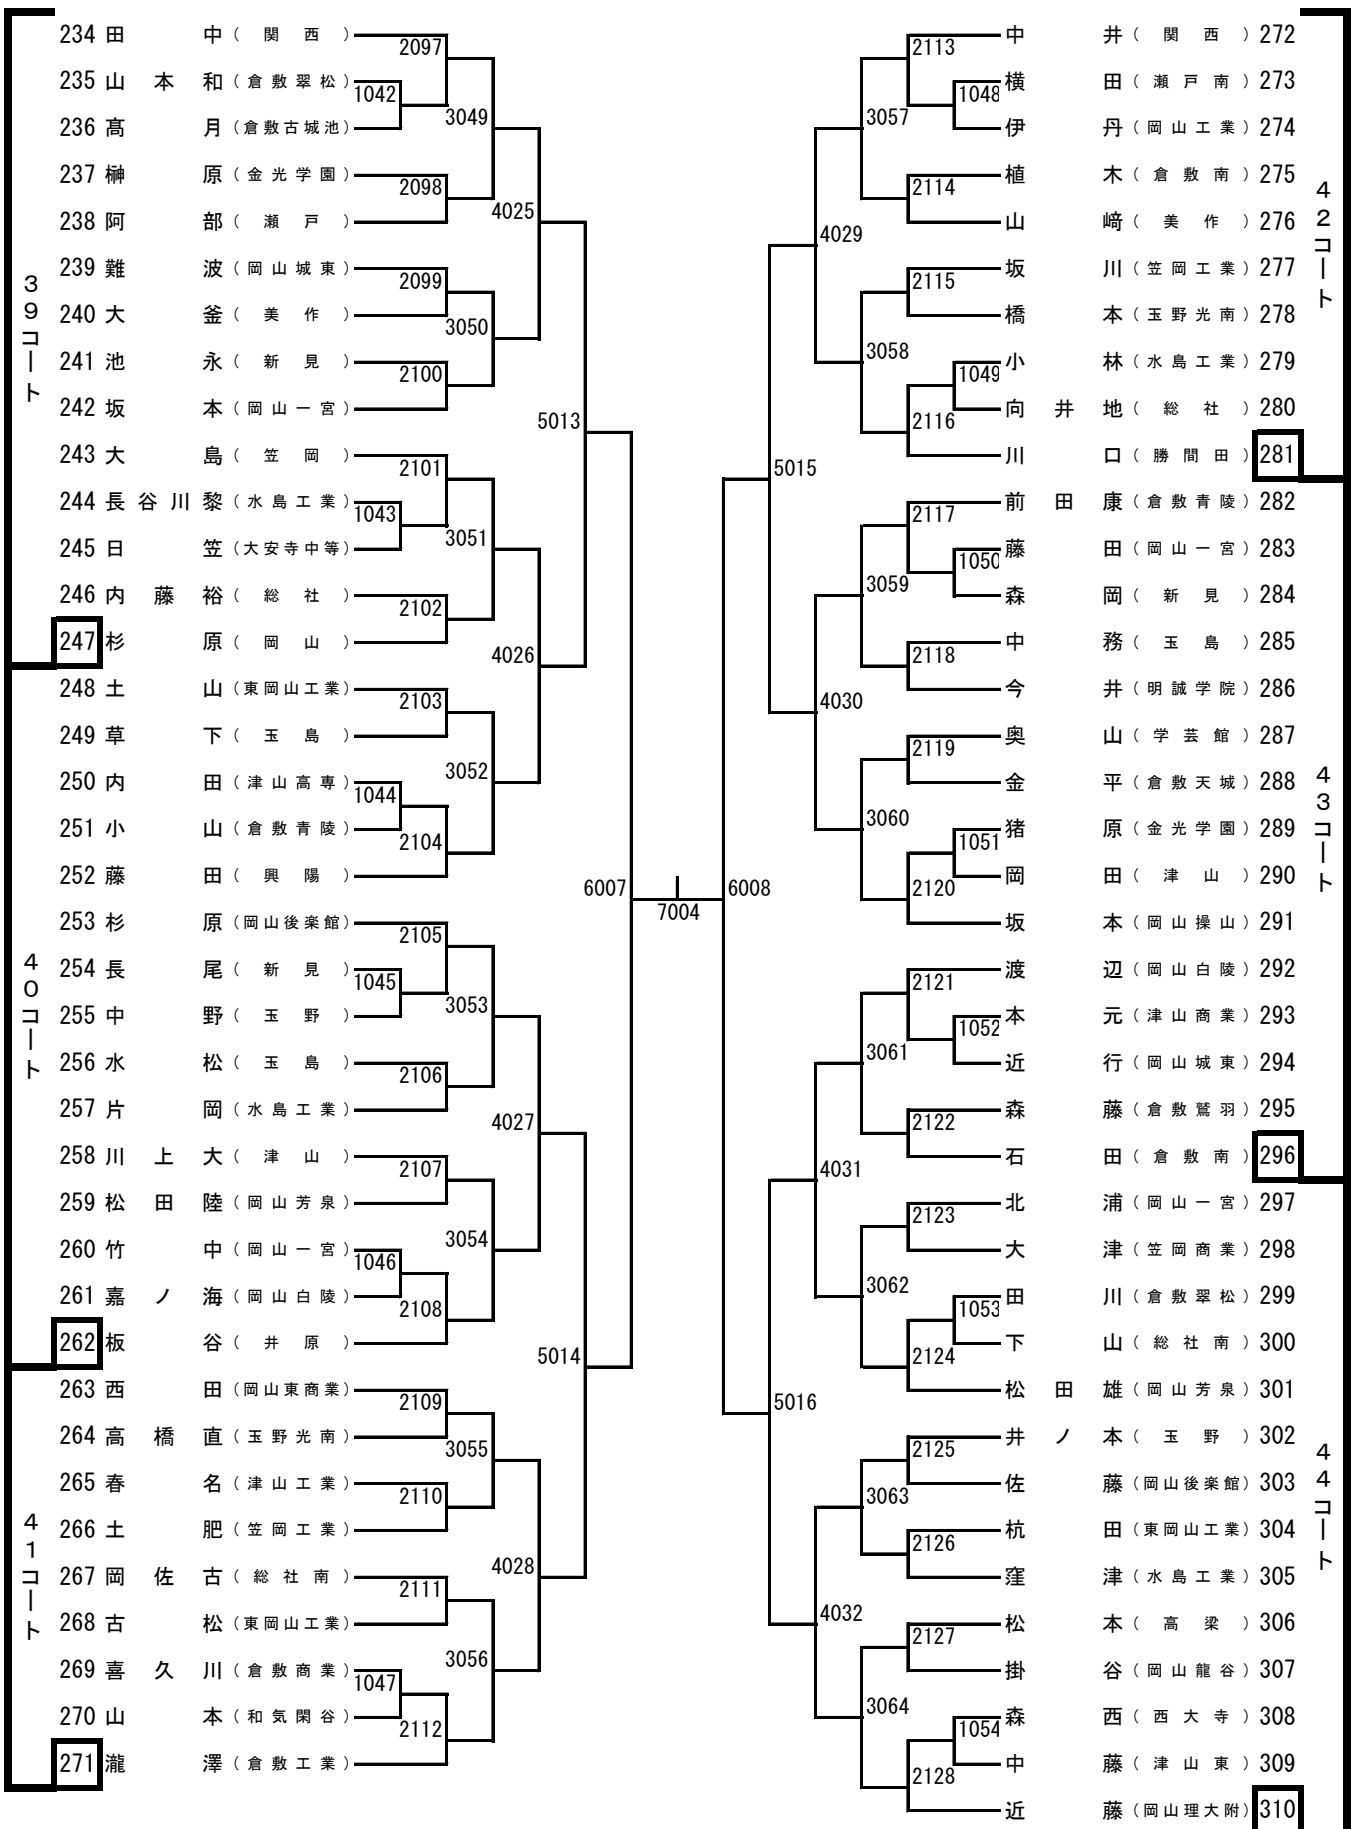 234 田中（関西）
235 山本和（倉敷翠松）
236 髙月（倉敷古城池）
237 榊原（金光学園）
238 阿部（瀬戸）
239 難波（岡山城東）
240 大釜（美作）
241 池永（新見）
242 坂本（岡山一宮）
243 大島（笠岡）
244 長谷川黎（水島工業）
245 日笠（大安寺中等）
246 内藤裕（総社）
247 杉原（岡山）
248 土山（東岡山工業）
249 草下（玉島）
250 内田（津山高専）
251 小山（倉敷青陵）
252 藤田（興陽）
253 杉原（岡山後楽館）
254 長尾（新見）
255 中野（玉野）
256 水松（玉島）
257 片岡（水島工業）
258 川上大（津山）
259 松田陸（岡山芳泉）
260 竹中（岡山一宮）
261 嘉ノ海（岡山白陵）
262 板谷（井原）
263 西田（岡山東商業）
264 高橋直（玉野光南）
265 春名（津山工業）
266 土肥（笠岡工業）
267 岡佐古（総社南）
268 古松（東岡山工業）
269 喜久川（倉敷商業）
270 山本（和気閑谷）
271 瀧澤（倉敷工業）
39コート
40コート
41コート
1042
1043
1044
1045
1046
1047
2097
2098
2099
2100
2101
2102
2103
2104
2105
2106
2107
2108
2109
2110
2111
2112
3049
3050
3051
3052
3053
3054
3055
3056
4025
4026
4027
4028
5013
5014
6007
7004
6008
5015
5016
4029
4030
4031
4032
3057
3058
3059
3060
3061
3062
3063
3064
2113
2114
2115
2116
2117
2118
2119
2120
2121
2122
2123
2124
2125
2126
2127
2128
1048
1049
1050
1051
1052
1053
1054
中井（関西）272
横田（瀬戸南）273
伊丹（岡山工業）274
植木（倉敷南）275
山﨑（美作）276
坂川（笠岡工業）277
橋本（玉野光南）278
小林（水島工業）279
向井地（総社）280
川口（勝間田）281
前田康（倉敷青陵）282
藤田（岡山一宮）283
森岡（新見）284
中務（玉島）285
今井（明誠学院）286
奥山（学芸館）287
金平（倉敷天城）288
猪原（金光学園）289
岡田（津山）290
坂本（岡山操山）291
渡辺（岡山白陵）292
本元（津山商業）293
近行（岡山城東）294
森藤（倉敷鷲羽）295
石田（倉敷南）296
北浦（岡山一宮）297
大津（笠岡商業）298
田川（倉敷翠松）299
下山（総社南）300
松田雄（岡山芳泉）301
井ノ本（玉野）302
佐藤（岡山後楽館）303
杭田（東岡山工業）304
窪津（水島工業）305
松本（高梁）306
掛谷（岡山龍谷）307
森西（西大寺）308
中藤（津山東）309
近藤（岡山理大附）310
42コート
43コート
44コート